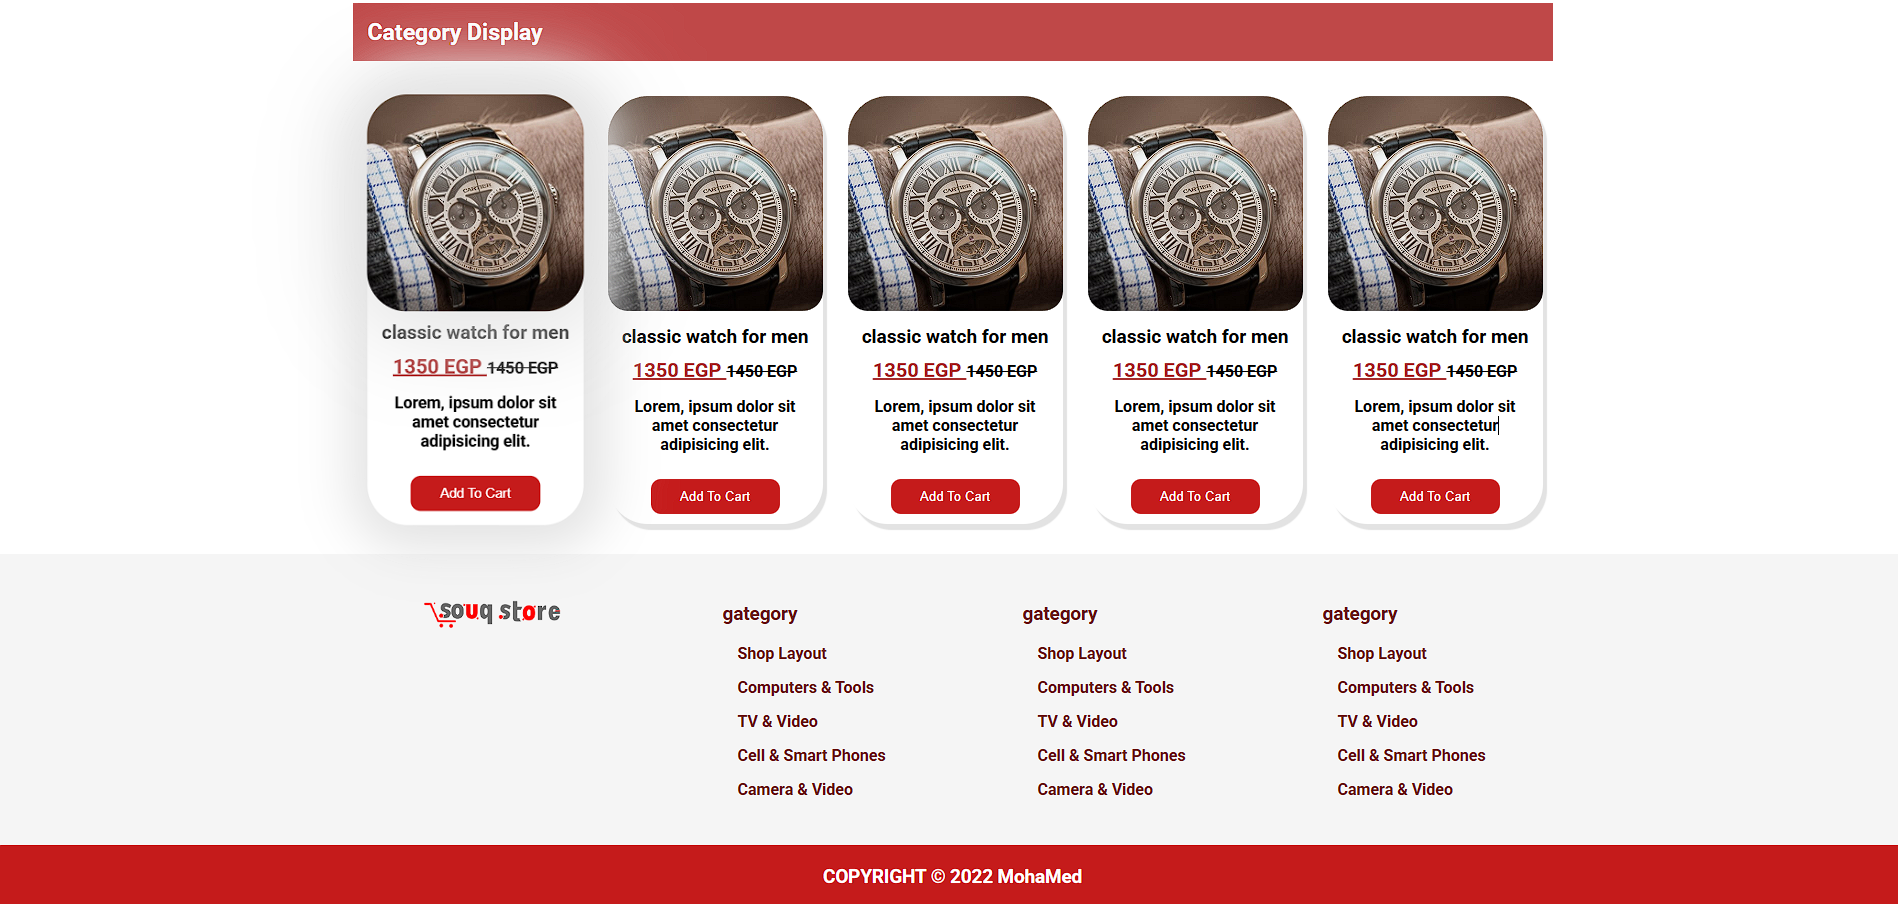 Category Display
classic watch for men
1350 EGP 1450 EGP
Lorem, ipsum dolor sit
amet consectetur
adipisicing elit.
Add To Cart
classic watch for men
1350 EGP 1450 EGP
Lorem, ipsum dolor sit
amet consectetur
adipisicing elit.
Add To Cart
classic watch for men
1350 EGP 1450 EGP
Lorem, ipsum dolor sit
amet consectetur
adipisicing elit.
Add To Cart
classic watch for men
1350 EGP 1450 EGP
Lorem, ipsum dolor sit
amet consectetur
adipisicing elit.
Add To Cart
classic watch for men
1350 EGP 1450 EGP
Lorem, ipsum dolor sit
amet consectetur
adipisicing elit.
Add To Cart
souq store
gategory
Shop Layout
Computers & Tools
TV & Video
Cell & Smart Phones
Camera & Video
gategory
Shop Layout
Computers & Tools
TV & Video
Cell & Smart Phones
Camera & Video
gategory
Shop Layout
Computers & Tools
TV & Video
Cell & Smart Phones
Camera & Video
COPYRIGHT © 2022 MohaMed